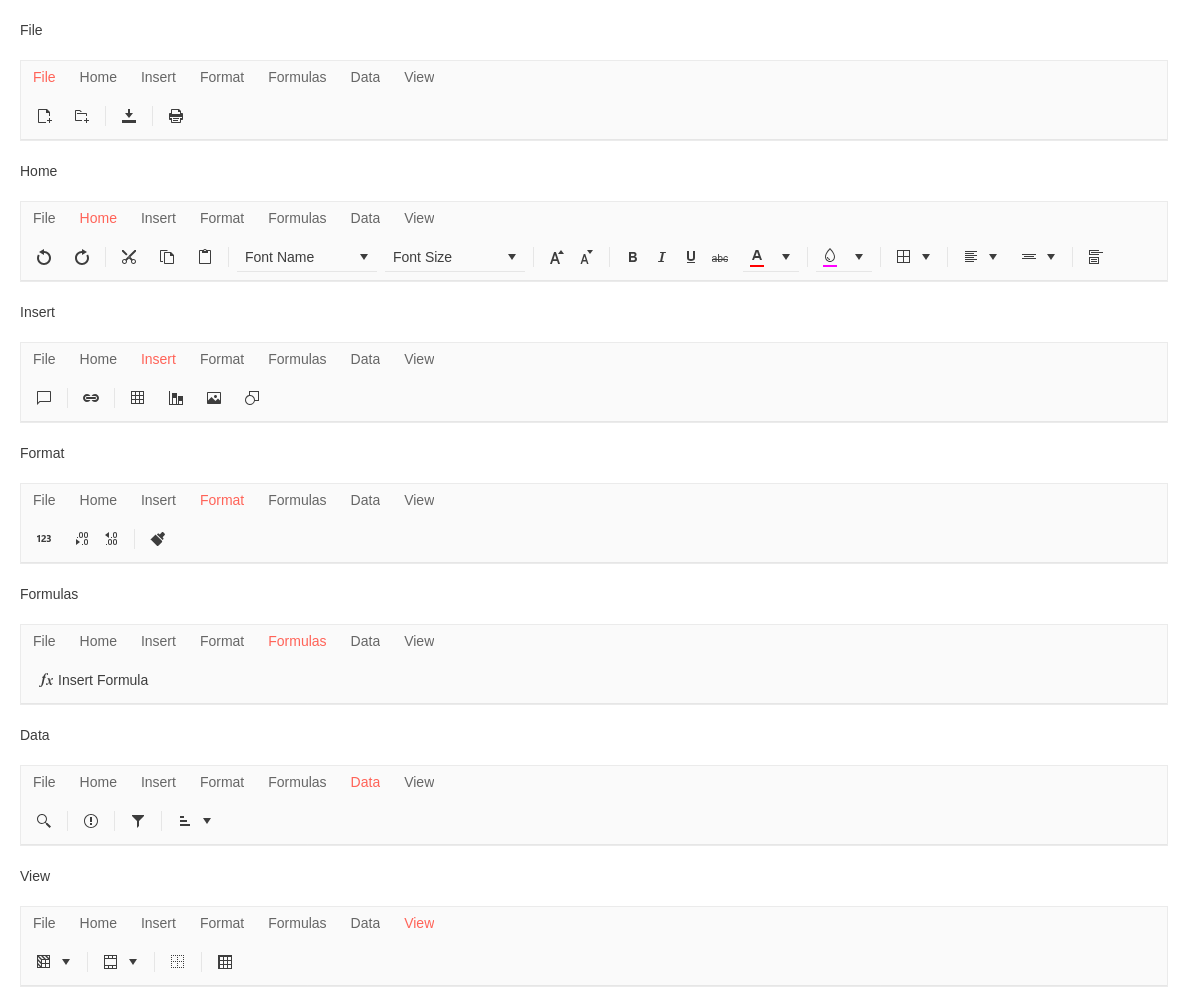 File
File Home Insert Format Formulas Data View
Home
File Home Insert Format Formulas Data View
Font Name Font Size A A B I U abc A
Insert
File Home Insert Format Formulas Data View
Format
File Home Insert Format Formulas Data View
123 .00 .0 .0 .00
Formulas
File Home Insert Format Formulas Data View
fx Insert Formula
Data
File Home Insert Format Formulas Data View
View
File Home Insert Format Formulas Data View